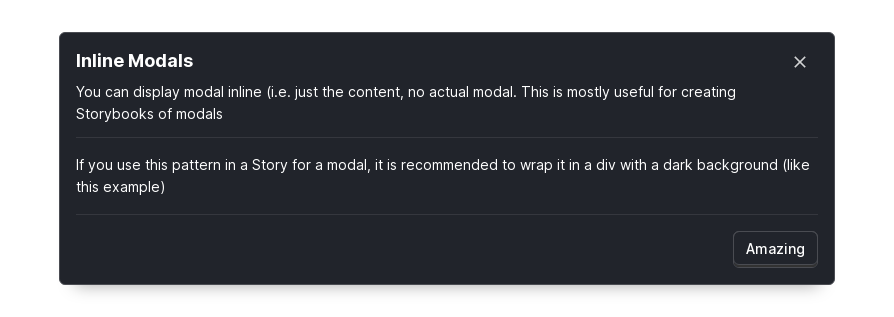 Inline Modals
You can display modal inline (i.e. just the content, no actual modal. This is mostly useful for creating
Storybooks of modals
If you use this pattern in a Story for a modal, it is recommended to wrap it in a div with a dark background (like
this example)
Amazing